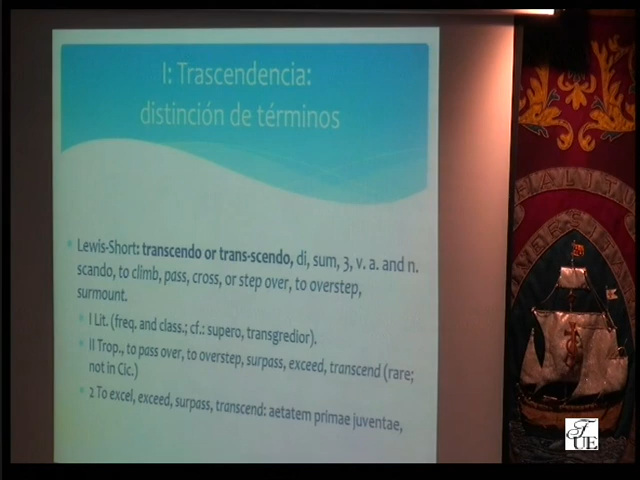 I: Trascendencia:
distinción de términos
Lewis-Short: transcendo or trans-scendo, di, sum, 3, v. a. and n.
scando, to climb, pass, cross, or step over, to overstep,
surmount.
I Lit. (freq. and class.; cf.: supero, transgredior).
II Trop., to pass over, to overstep, surpass, exceed, transcend (rare;
not in Cic.)
2 To excel, exceed, surpass, transcend: aetatem primae juventae,
FUE